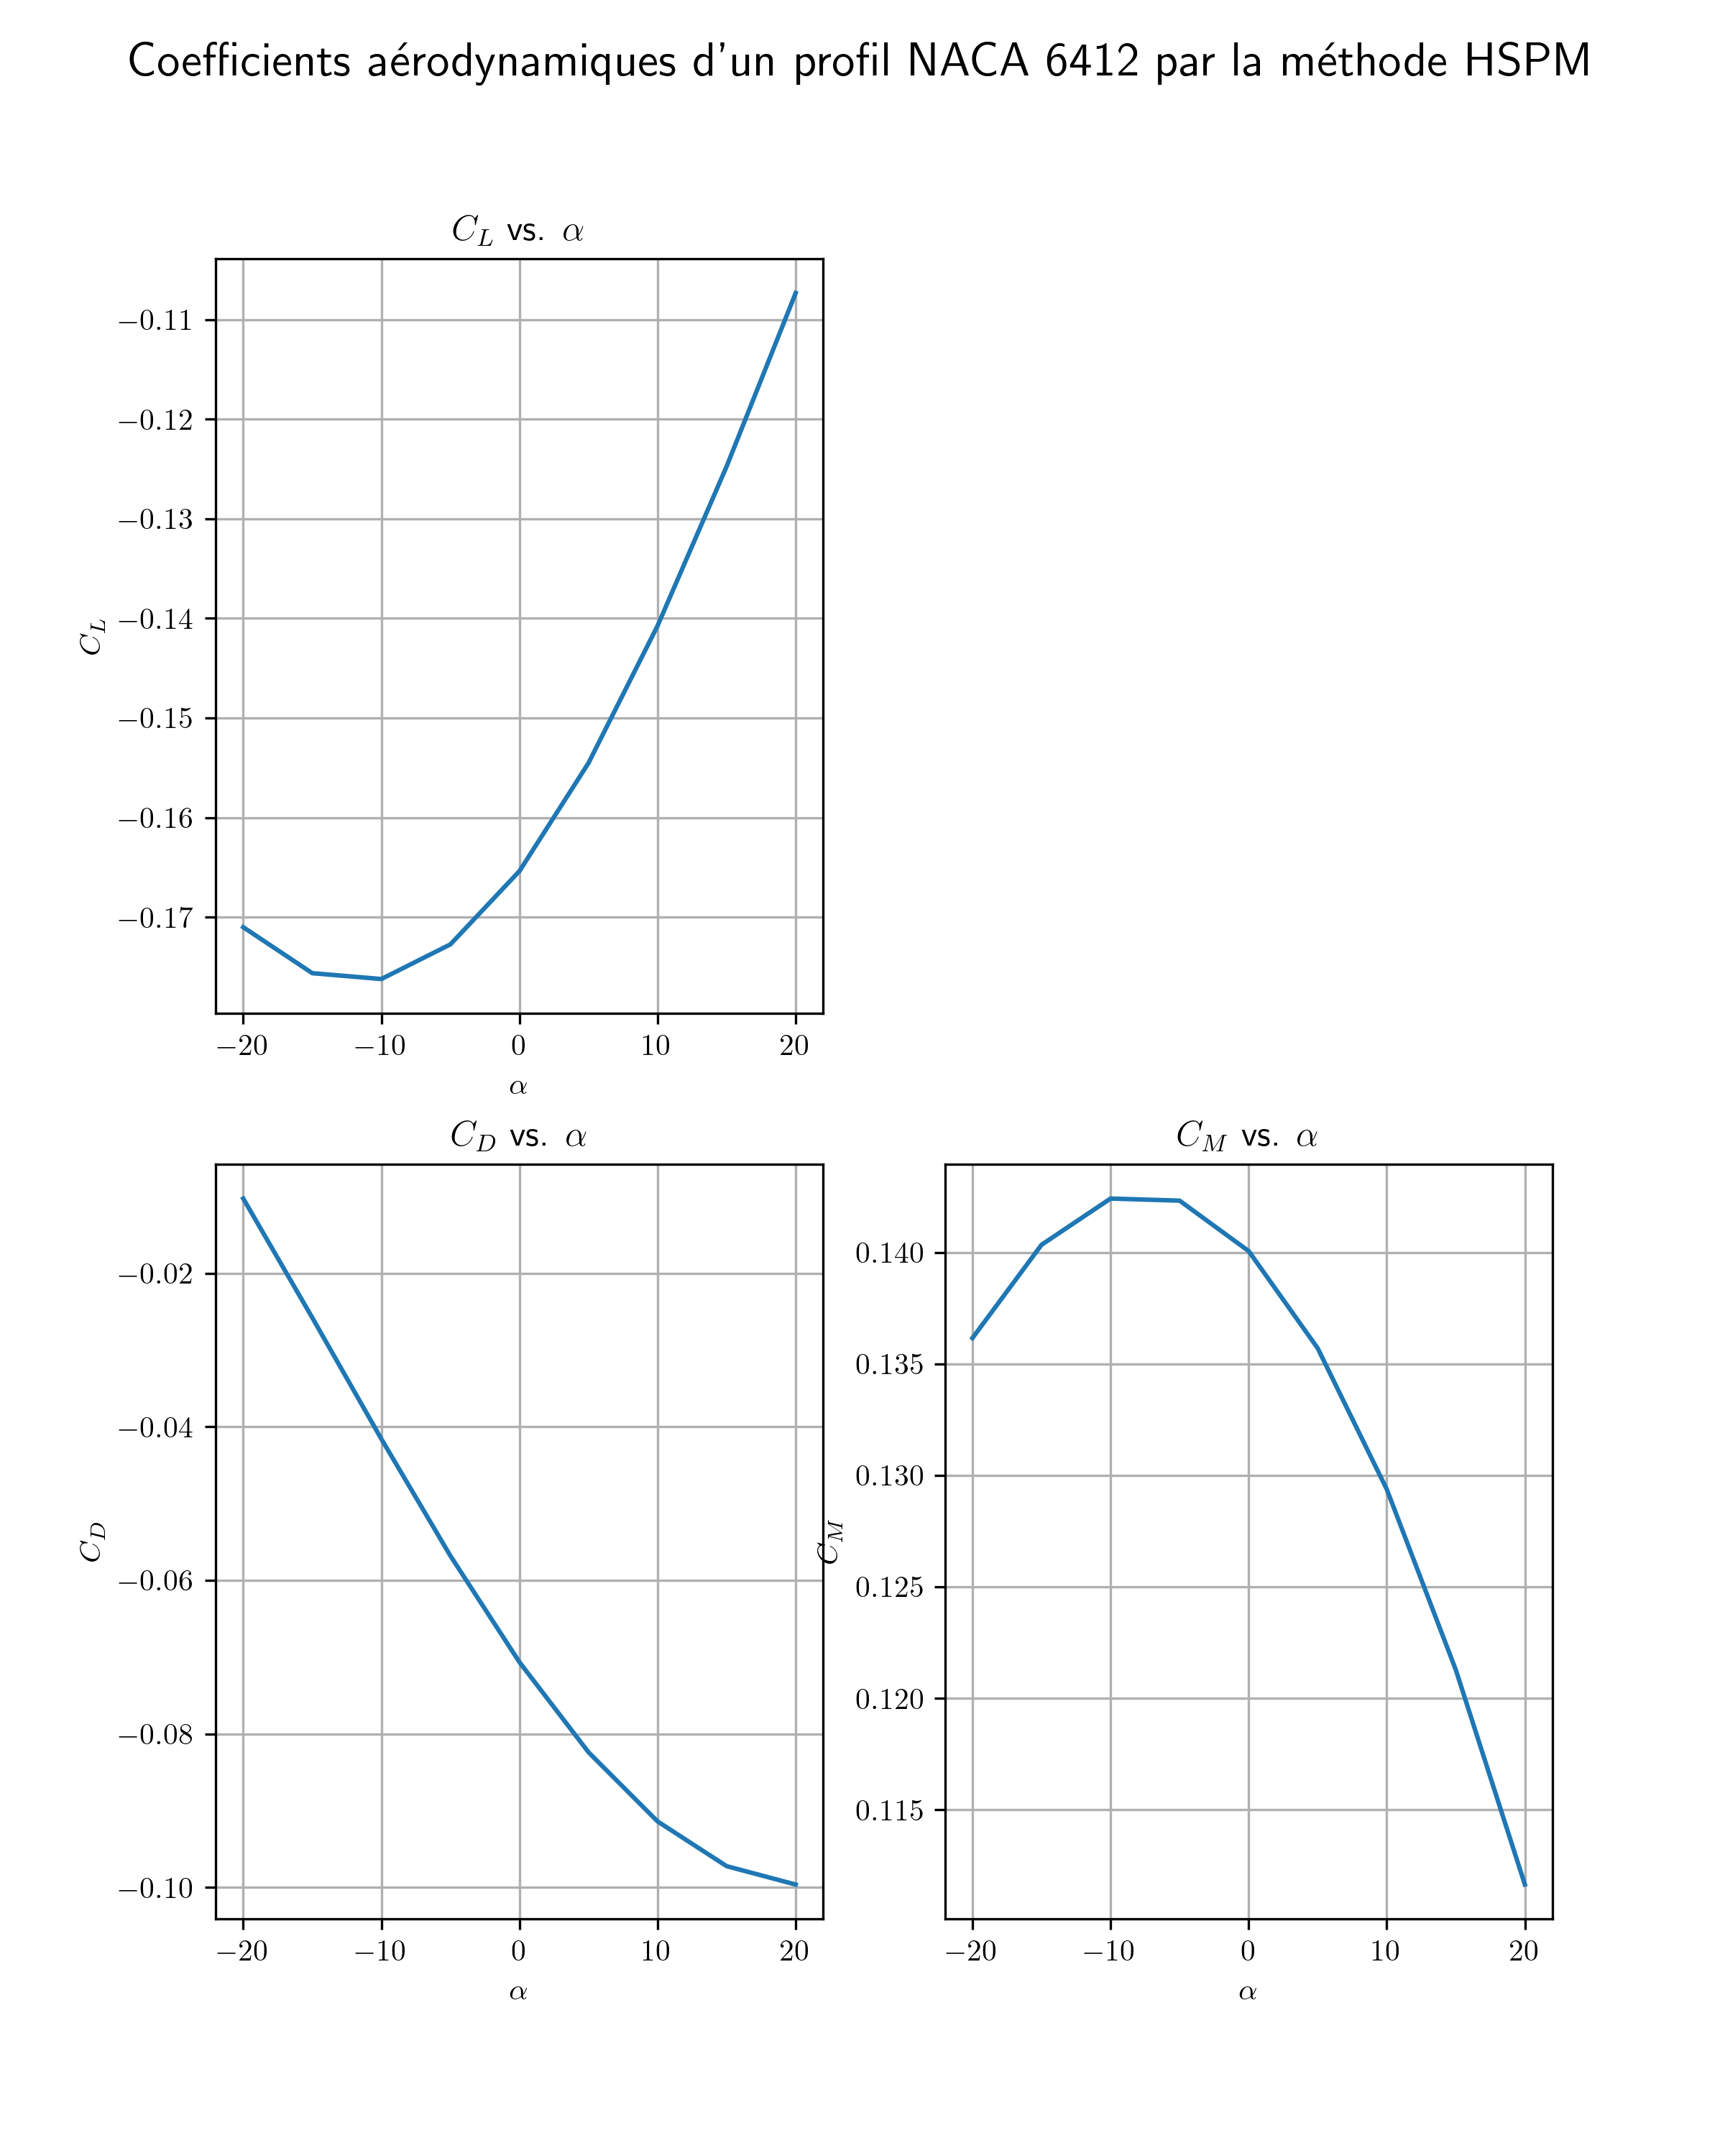 Coefficients aérodynamiques d'un profil NACA 6412 par la méthode HSPM
C_L vs. α
−0.11
−0.12
−0.13
−0.14
−0.15
−0.16
−0.17
C_L
−20 −10 0 10 20
α
C_D vs. α
−0.02
−0.04
−0.06
−0.08
−0.10
C_D
−20 −10 0 10 20
α
C_M vs. α
0.140
0.135
0.130
0.125
0.120
0.115
C_M
−20 −10 0 10 20
α